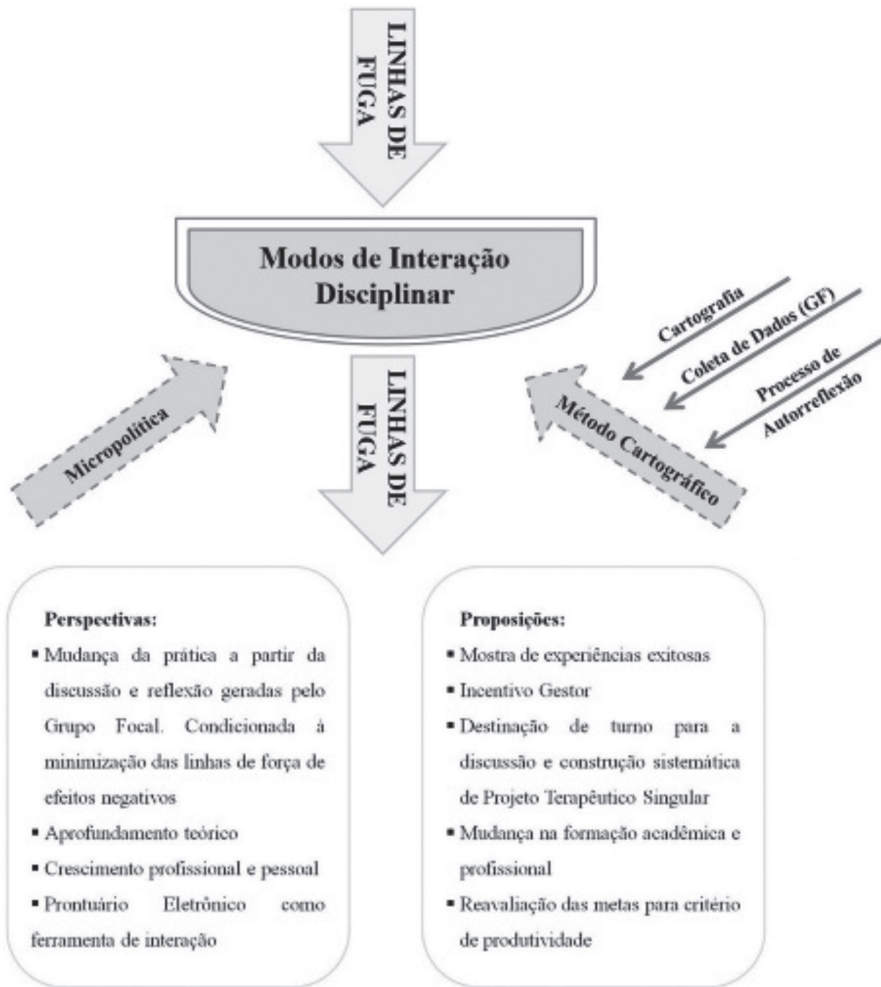 LINHAS DE
FUGA
Modos de Interação
Disciplinar
Cartografia
Coleta de Dados (GF)
Processo de
Autorreflexão
Micropolítica
LINHAS DE
FUGA
Método Cartográfico
Perspectivas:
▪ Mudança da prática a partir da
discussão e reflexão geradas pelo
Grupo Focal. Condicionada à
minimização das linhas de força de
efeitos negativos
▪ Aprofundamento teórico
▪ Crescimento profissional e pessoal
▪ Prontuário Eletrônico como
ferramenta de interação
Proposições:
▪ Mostra de experiências exitosas
▪ Incentivo Gestor
▪ Destinação de turno para a
discussão e construção sistemática
de Projeto Terapêutico Singular
▪ Mudança na formação acadêmica e
profissional
▪ Reavaliação das metas para critério
de produtividade